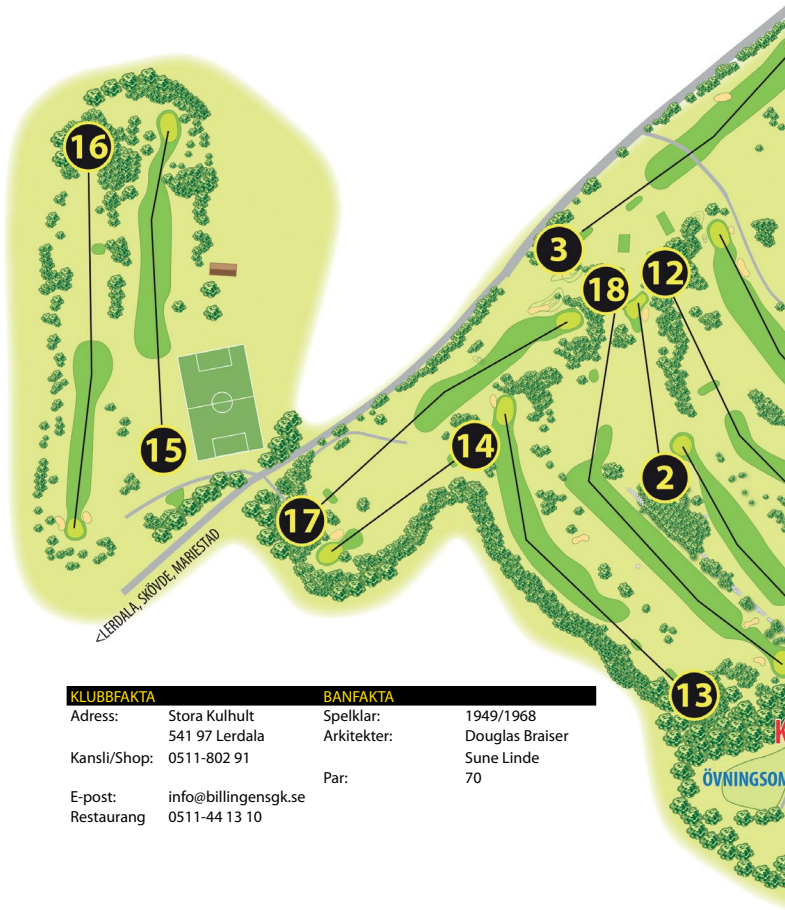 16
3
18
12
15
14
2
17
<LERDALA, SKÖVDE, MARIESTAD
13
KLUBBFAKTA BANFAKTA
Adress: Stora Kulhult Spelklar: 1949/1968
541 97 Lerdala Arkitekter: Douglas Braiser
Kansli/Shop: 0511-802 91 Sune Linde
Par: 70
E-post: info@billingensgk.se
Restaurang 0511-44 13 10
K
ÖVNINGSOM